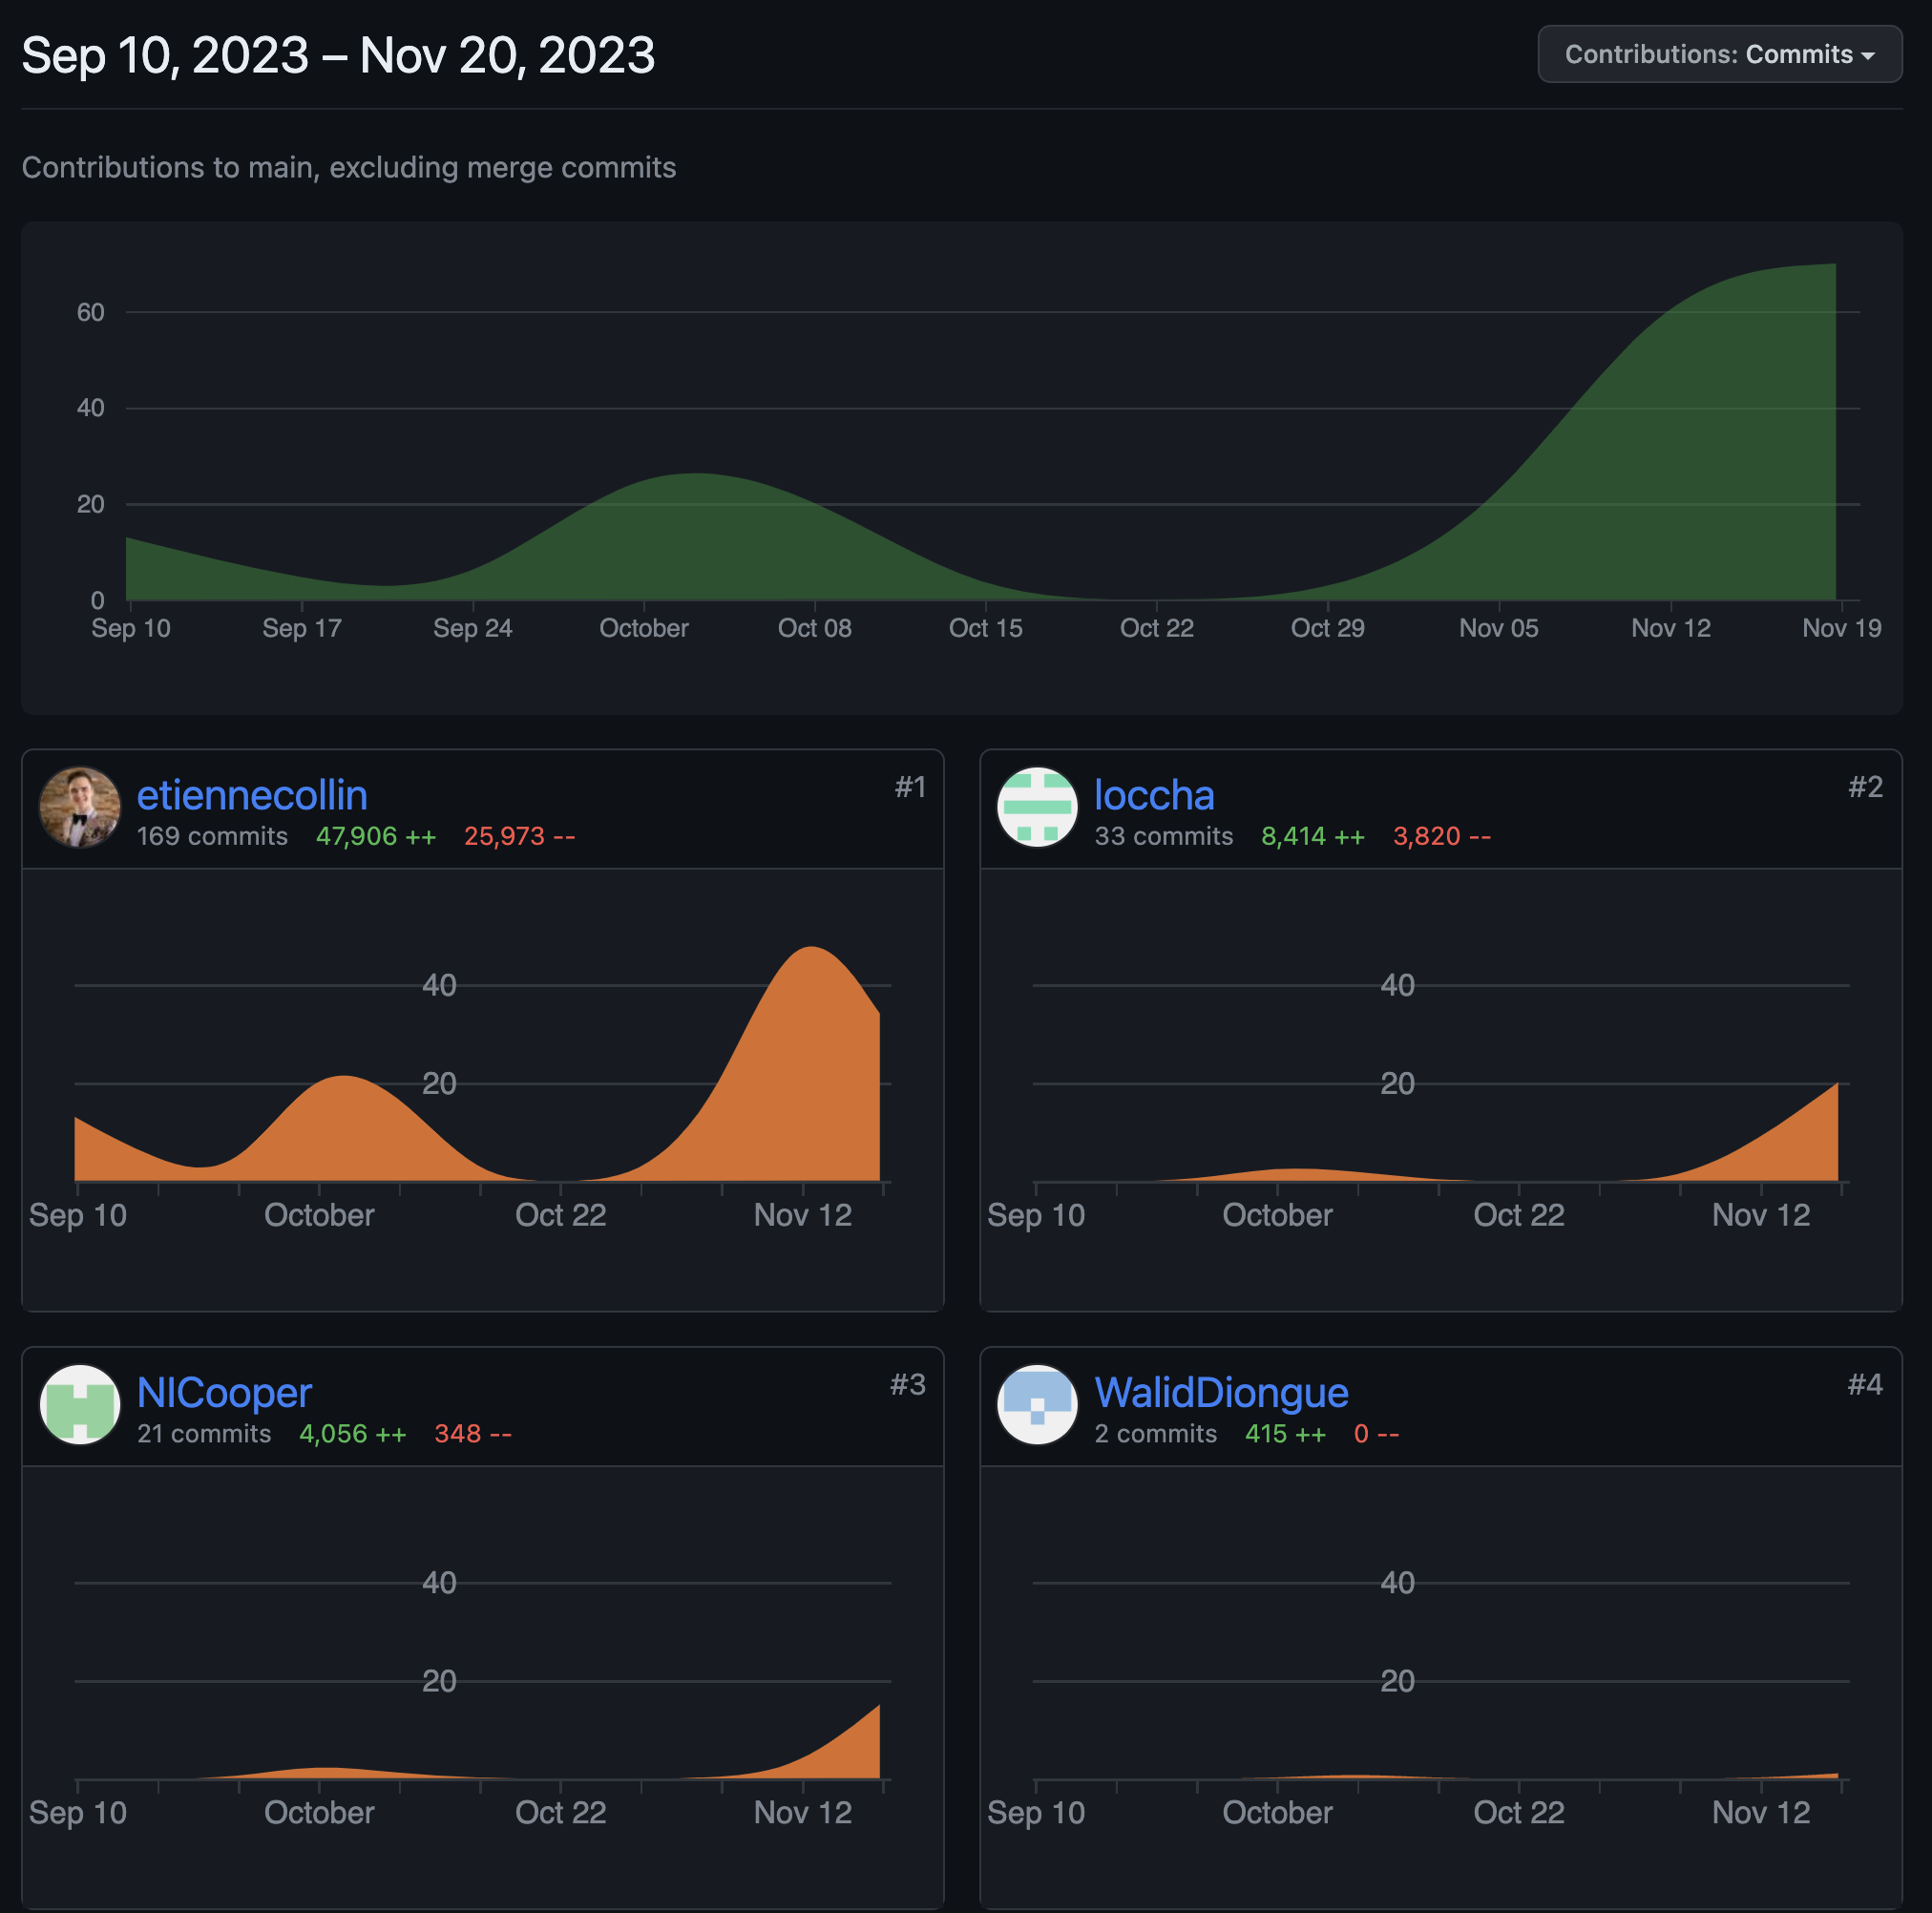 Sep 10, 2023 – Nov 20, 2023
Contributions: Commits
Contributions to main, excluding merge commits
60
40
20
0
Sep 10 Sep 17 Sep 24 October Oct 08 Oct 15 Oct 22 Oct 29 Nov 05 Nov 12 Nov 19
etiennecollin #1
169 commits 47,906 ++ 25,973 --
40
20
Sep 10 October Oct 22 Nov 12
loccha #2
33 commits 8,414 ++ 3,820 --
40
20
Sep 10 October Oct 22 Nov 12
NICooper #3
21 commits 4,056 ++ 348 --
40
20
Sep 10 October Oct 22 Nov 12
WalidDiongue #4
2 commits 415 ++ 0 --
40
20
Sep 10 October Oct 22 Nov 12